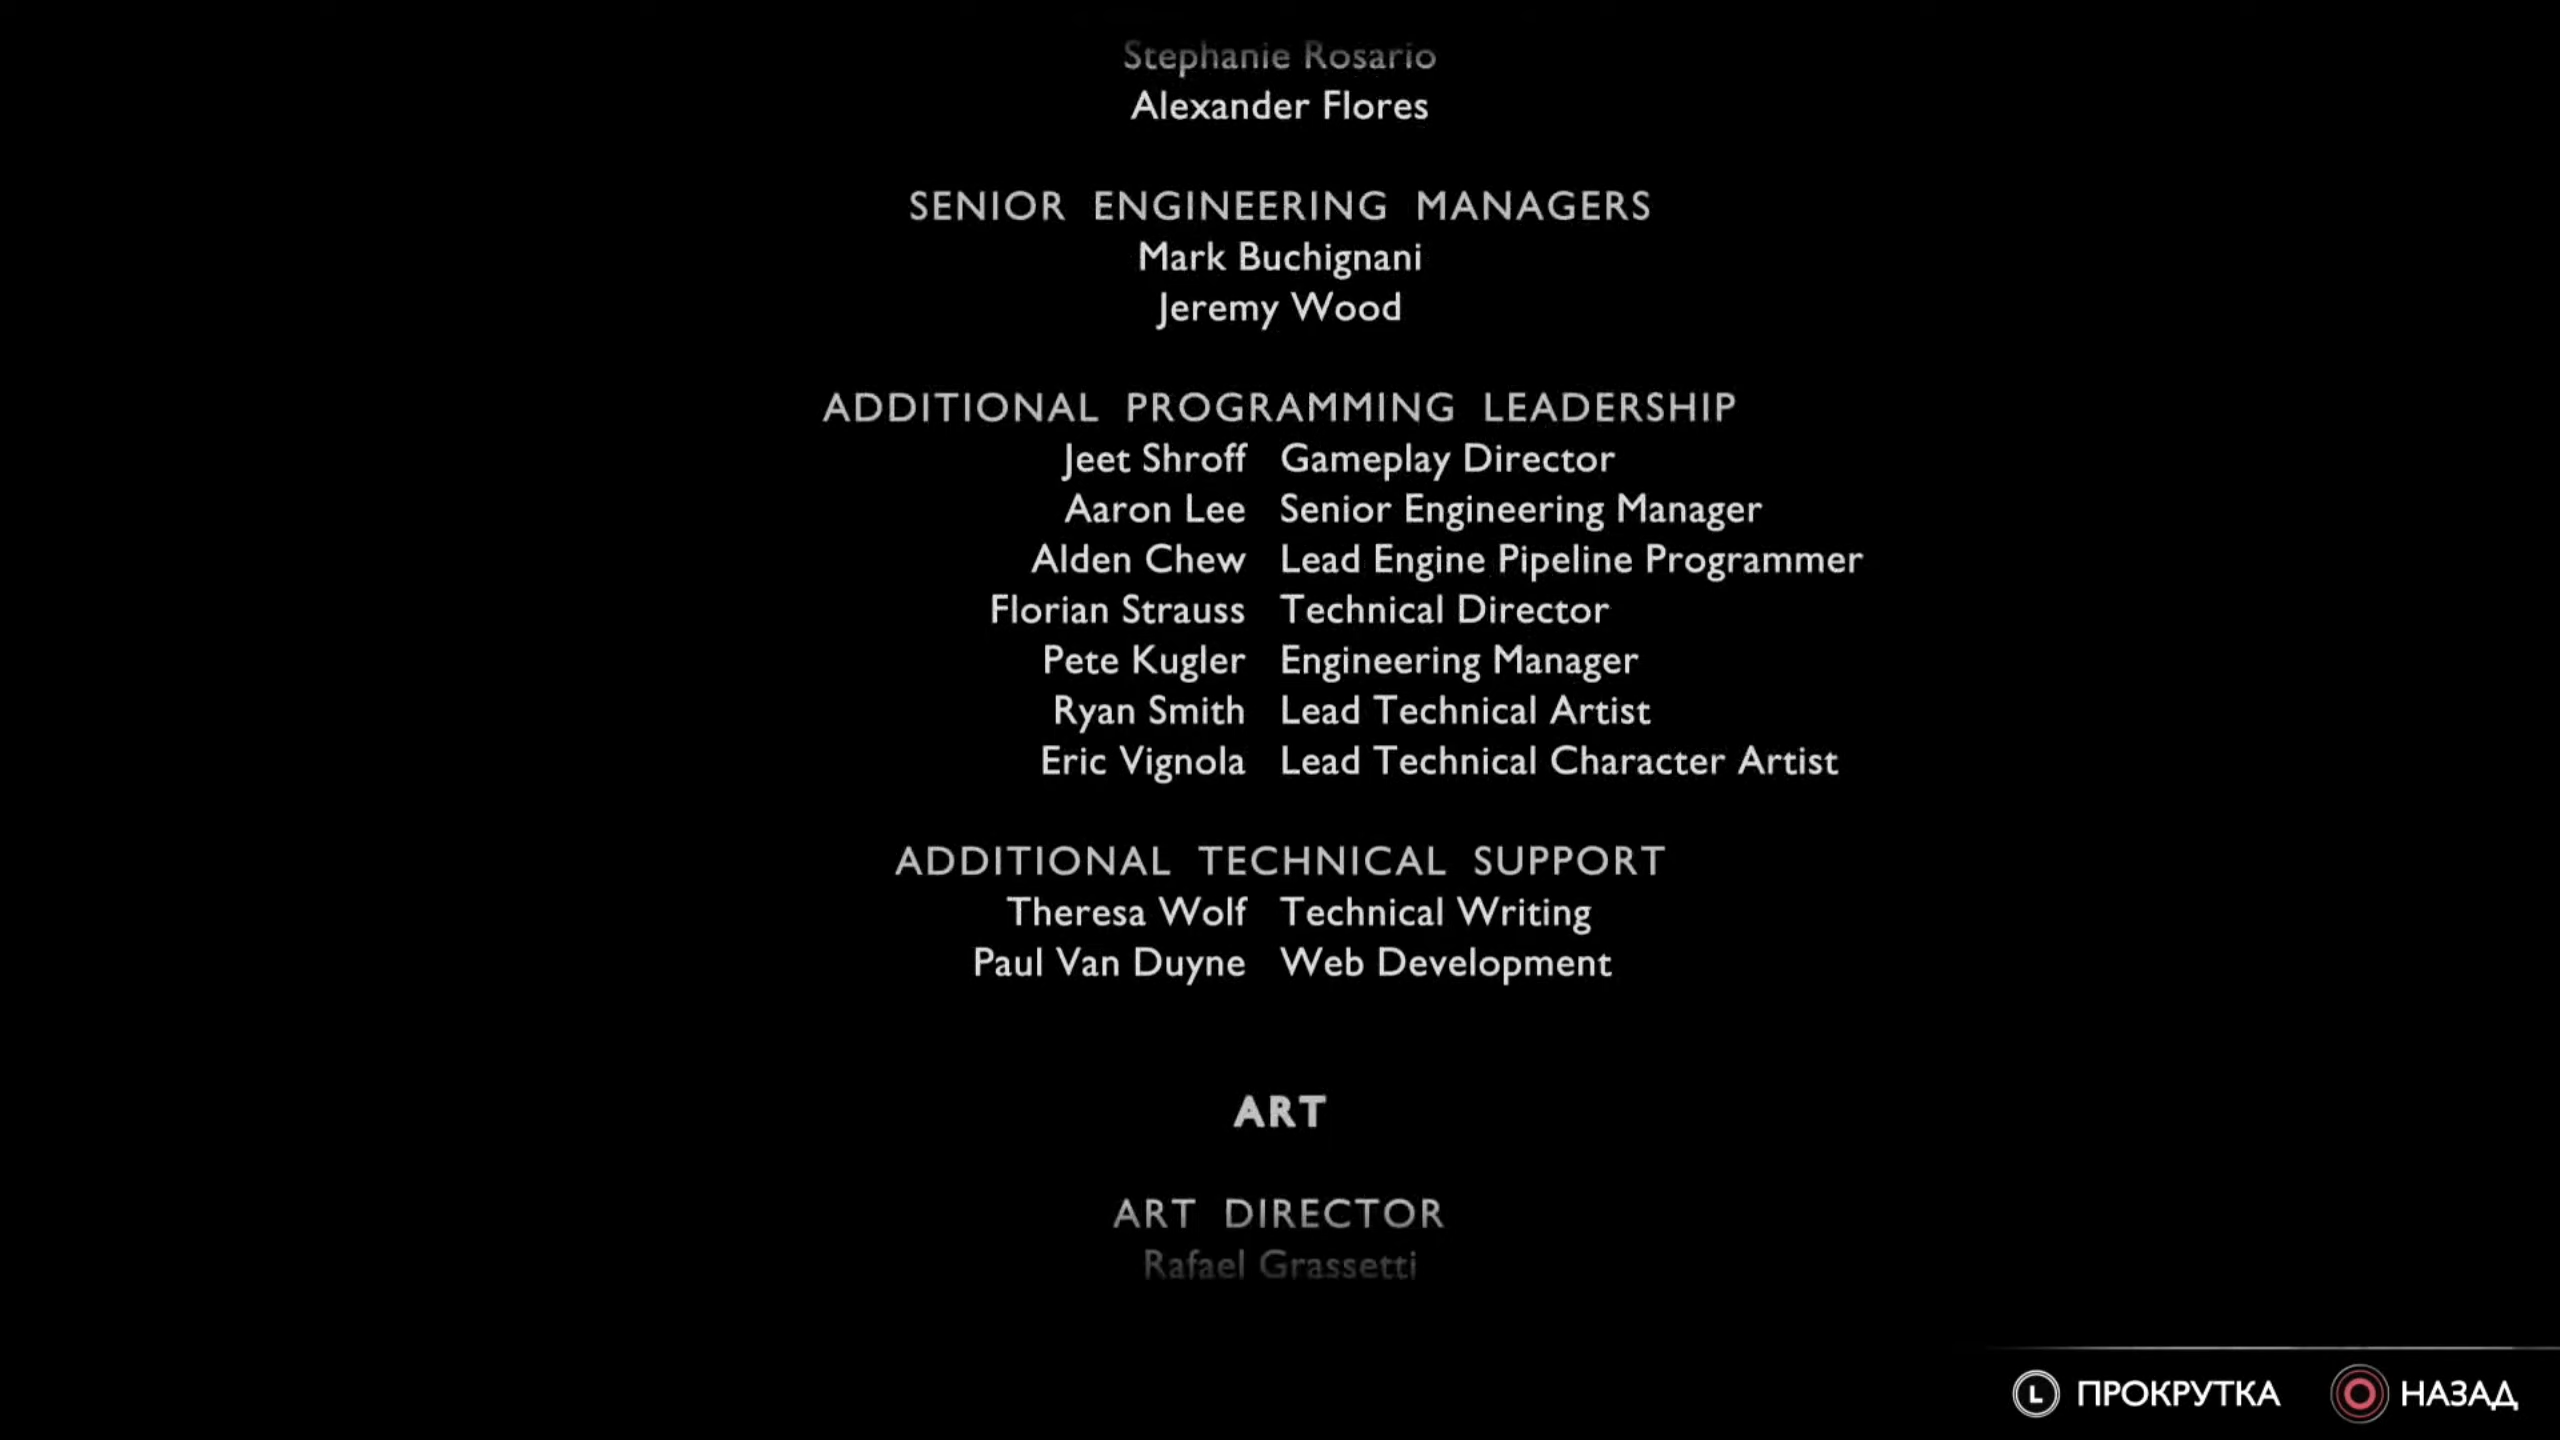 Stephanie Rosario
Alexander Flores
SENIOR ENGINEERING MANAGERS
Mark Buchignani
Jeremy Wood
ADDITIONAL PROGRAMMING LEADERSHIP
Jeet Shroff Gameplay Director
Aaron Lee Senior Engineering Manager
Alden Chew Lead Engine Pipeline Programmer
Florian Strauss Technical Director
Pete Kugler Engineering Manager
Ryan Smith Lead Technical Artist
Eric Vignola Lead Technical Character Artist
ADDITIONAL TECHNICAL SUPPORT
Theresa Wolf Technical Writing
Paul Van Duyne Web Development
ART
ART DIRECTOR
Rafael Grassetti
L ПРОКРУТКА НАЗАД